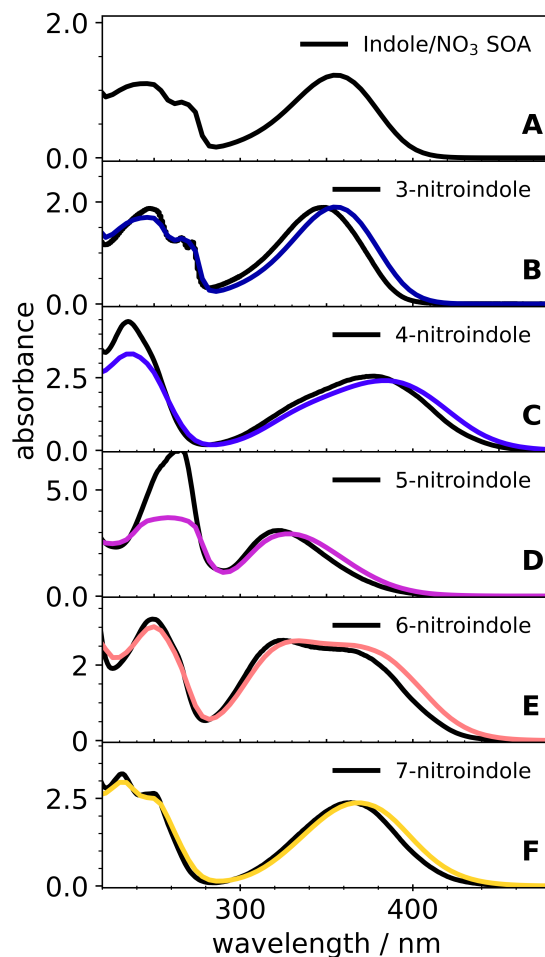 2.0
Indole/NO₃ SOA
A
0.0
3-nitroindole
2.0
B
0.0
absorbance
4-nitroindole
2.5
C
0.0
5-nitroindole
5.0
D
0.0
6-nitroindole
2
E
0
7-nitroindole
2.5
F
0.0
300 400
wavelength / nm